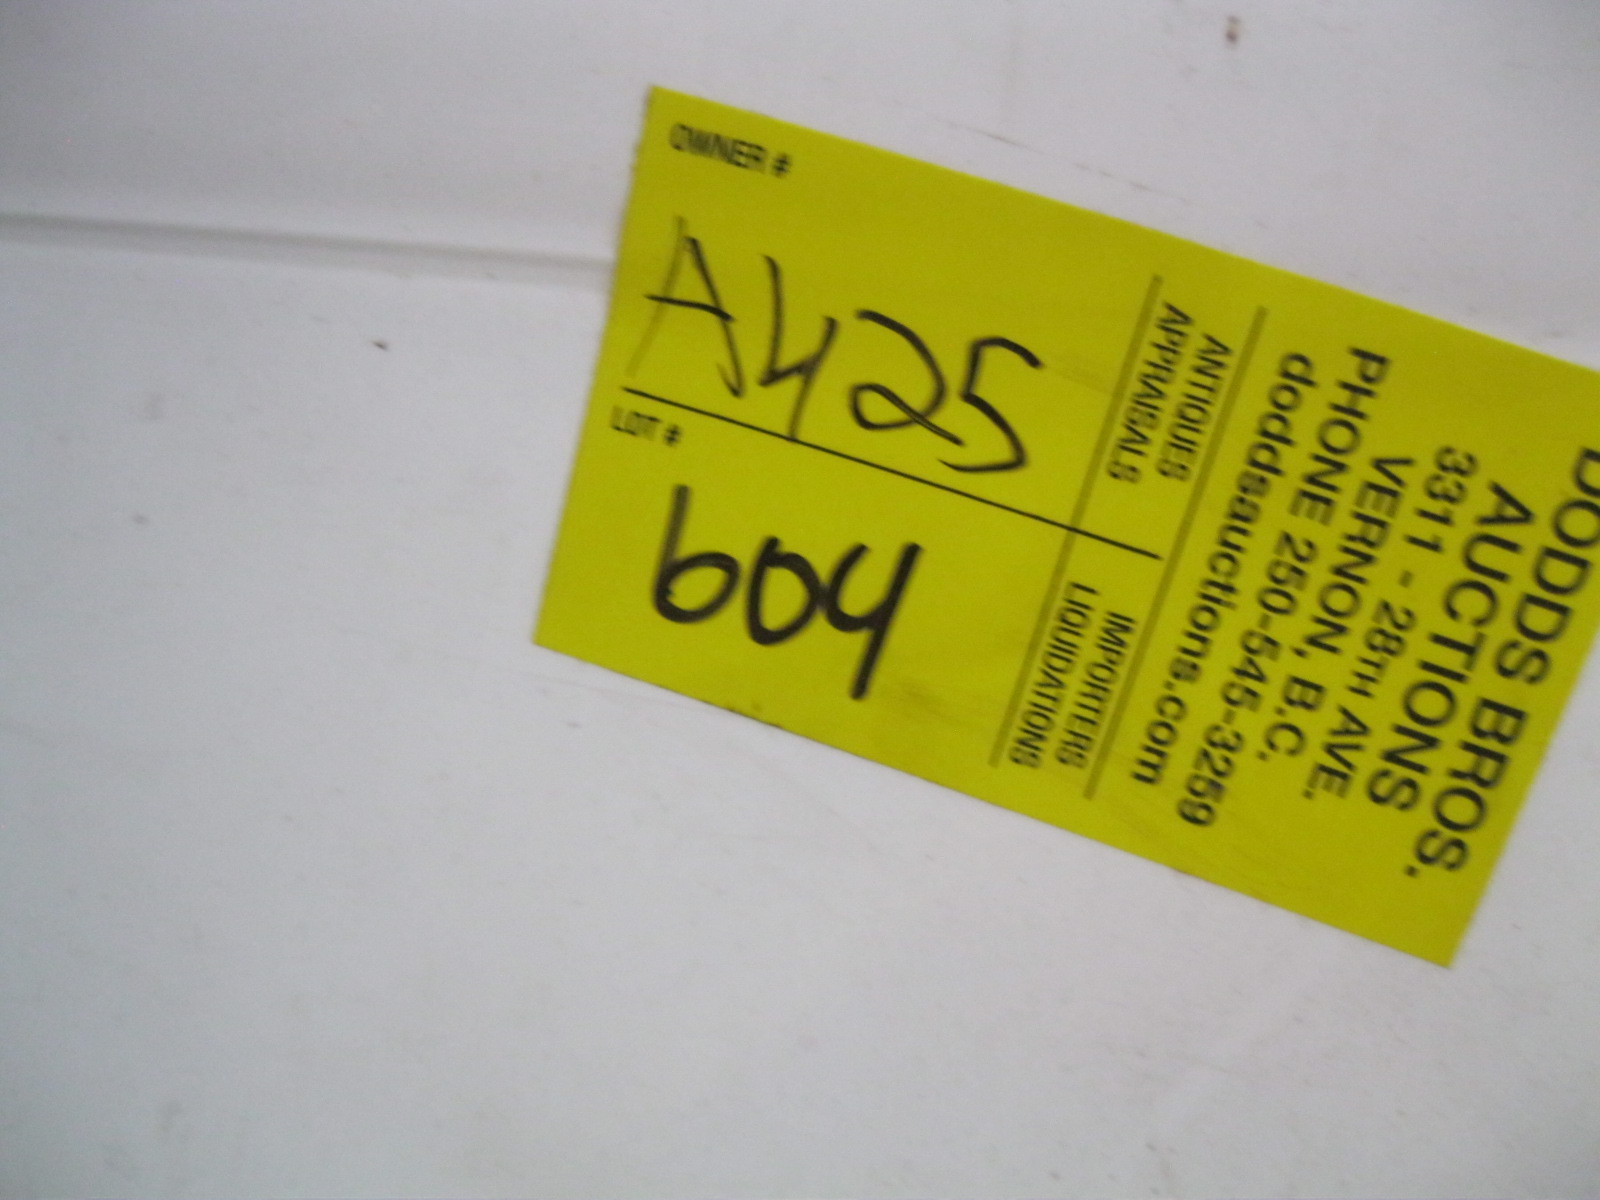 DODDS BROS.
AUCTIONS
3311 - 28TH AVE.
VERNON, B.C.
PHONE 250-545-3259
doddsauctions.com
ANTIQUES
APPRAISALS
IMPORTERS
LIQUIDATIONS
OWNER #
A425
LOT #
604